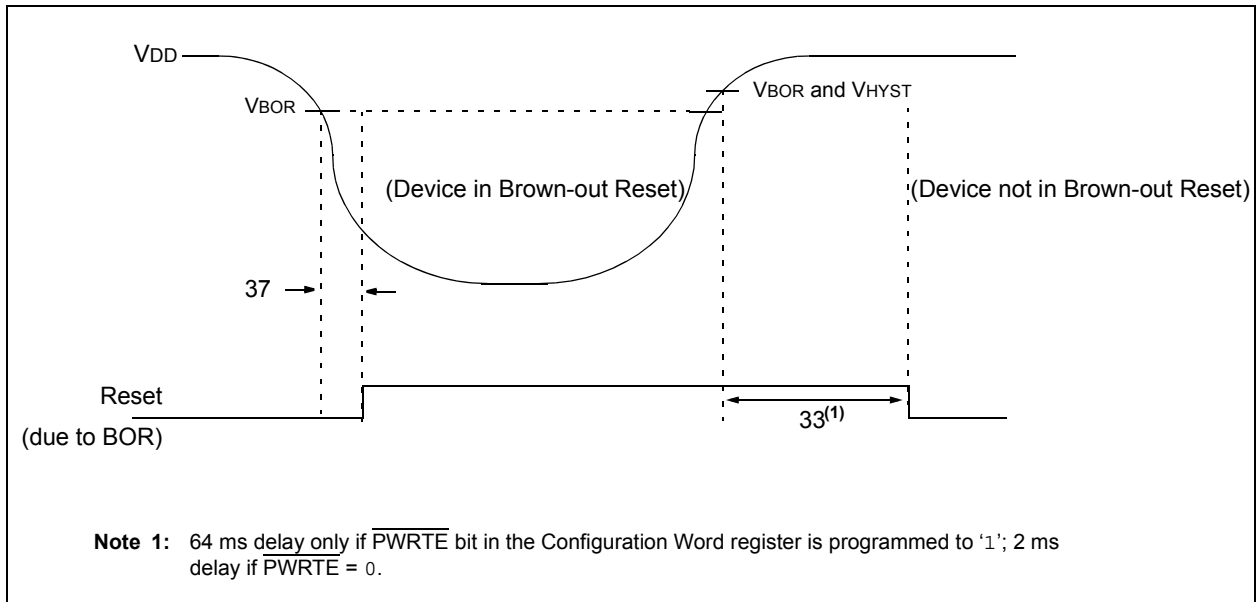 VDD
VBOR
VBOR and VHYST
(Device in Brown-out Reset)
(Device not in Brown-out Reset)
37
Reset
(due to BOR)
33(1)
Note 1: 64 ms delay only if PWRTE bit in the Configuration Word register is programmed to ‘1’; 2 ms
delay if PWRTE = 0.